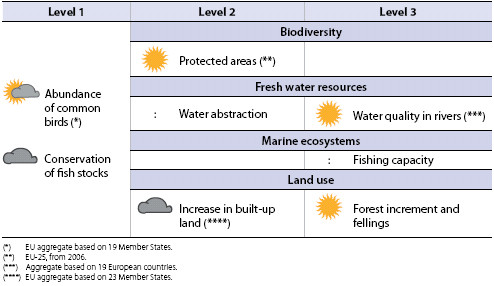 Level 1 Level 2 Level 3
Biodiversity
Protected areas (**)
Fresh water resources
Abundance
of common
birds (*)
: Water abstraction
Water quality in rivers (***)
Marine ecosystems
Conservation
of fish stocks
: Fishing capacity
Land use
Increase in built-up
land (****)
Forest increment and
fellings
(*) EU aggregate based on 19 Member States.
(**) EU-25, from 2006.
(***) Aggregate based on 19 European countries.
(****) EU aggregate based on 23 Member States.